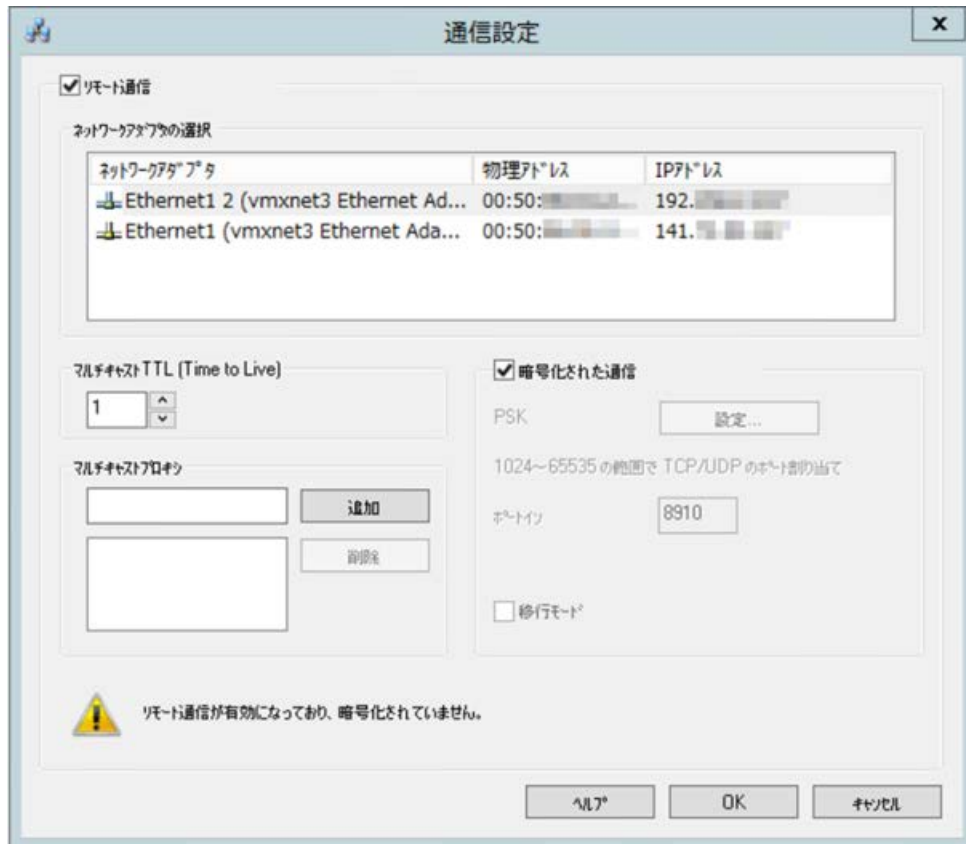 通信設定
リモート通信
ネットワークアダプタの選択
ネットワークアダプタ 物理アドレス IPアドレス
Ethernet1 2 (vmxnet3 Ethernet Ad... 00:50: 192.
Ethernet1 (vmxnet3 Ethernet Ada... 00:50: 141.
マルチキャストTTL (Time to Live)
1
マルチキャストプロキシ
追加
削除
暗号化された通信
PSK 設定...
1024～65535の範囲で TCP/UDP のポート割り当て
ポートイン 8910
移行モード
リモート通信が有効になっており、暗号化されていません。
ヘルプ OK キャンセル